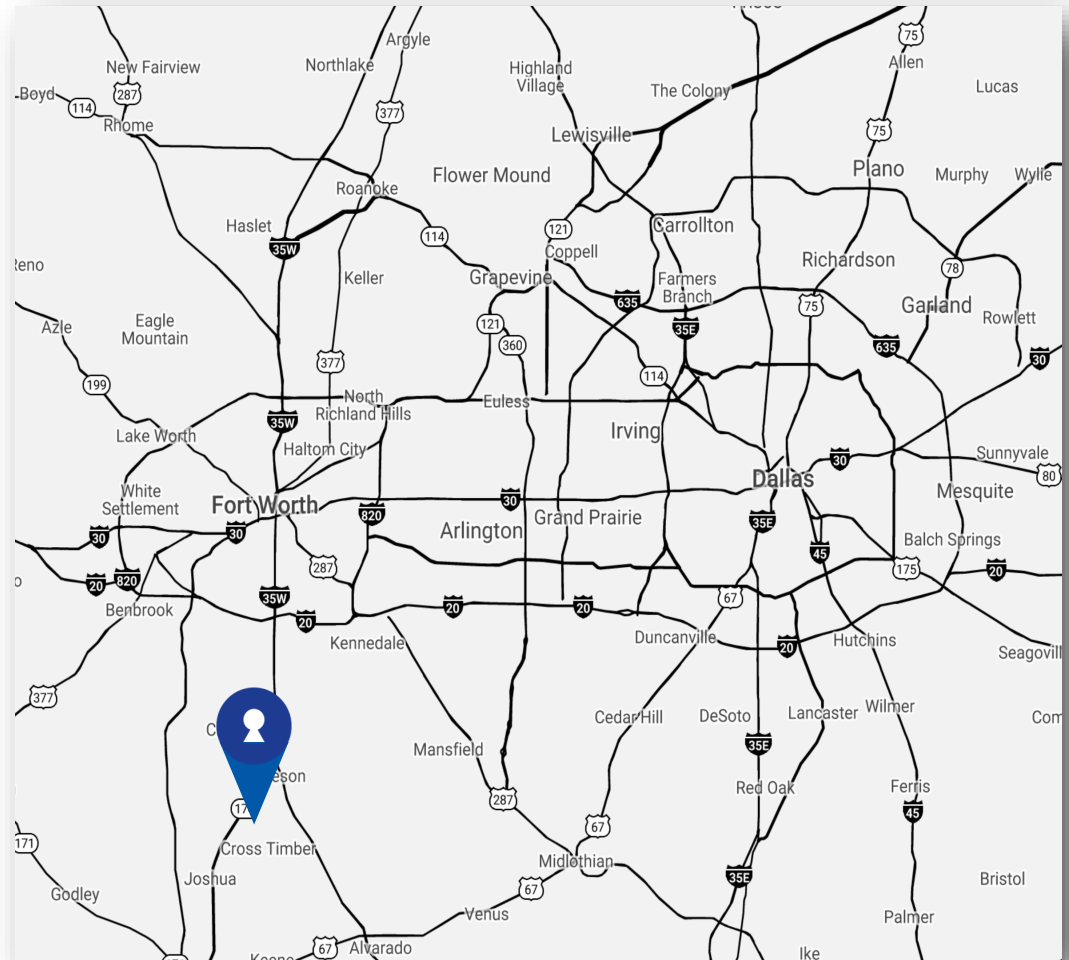 Argyle
75
New Fairview
Northlake
Highland
Village
Allen
Boyd
287
114
377
The Colony
Lucas
Rhome
Lewisville
75
Plano
Roanoke
Flower Mound
Murphy
Wylie
Haslet
35W
114
121
Carrollton
Coppell
Richardson
78
Keller
Grapevine
Farmers
Branch
635
75
Garland
Rowlett
Azle
Eagle
Mountain
121
360
35E
635
30
377
114
199
North
Richland Hills
Euless
35W
Lake Worth
Haltom City
Irving
30
Sunnyvale
80
White
Settlement
Fort Worth
30
Dallas
Mesquite
820
Arlington
Grand Prairie
35E
30
30
45
Balch Springs
20
820
287
175
20
Benbrook
35W
20
20
20
67
Kennedale
Duncanville
20
Hutchins
377
Cedar Hill
DeSoto
Lancaster
Wilmer
Mansfield
35E
287
Red Oak
Ferris
67
45
171
Cross Timber
Midlothian
Joshua
35E
Godley
67
Bristol
Venus
Palmer
67
Alvarado
Ike